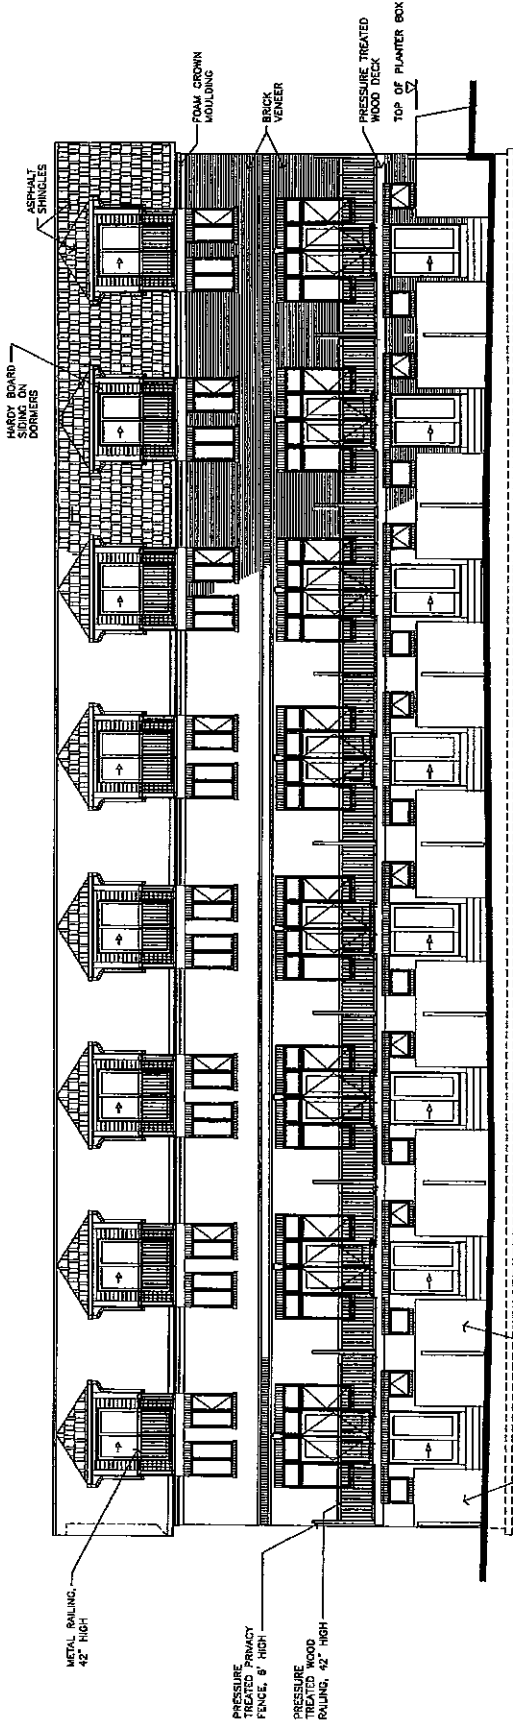 ASPHALT
SHINGLES
HARDY BOARD
SIDING ON
DORMERS
FOAM CROWN
MOULDING
BRICK
VENEER
PRESSURE TREATED
WOOD DECK
TOP OF PLANTER BOX
METAL RAILING,
42" HIGH
PRESSURE
TREATED PRIVACY
FENCE, 6' HIGH
PRESSURE
TREATED WOOD
RAILING, 42" HIGH